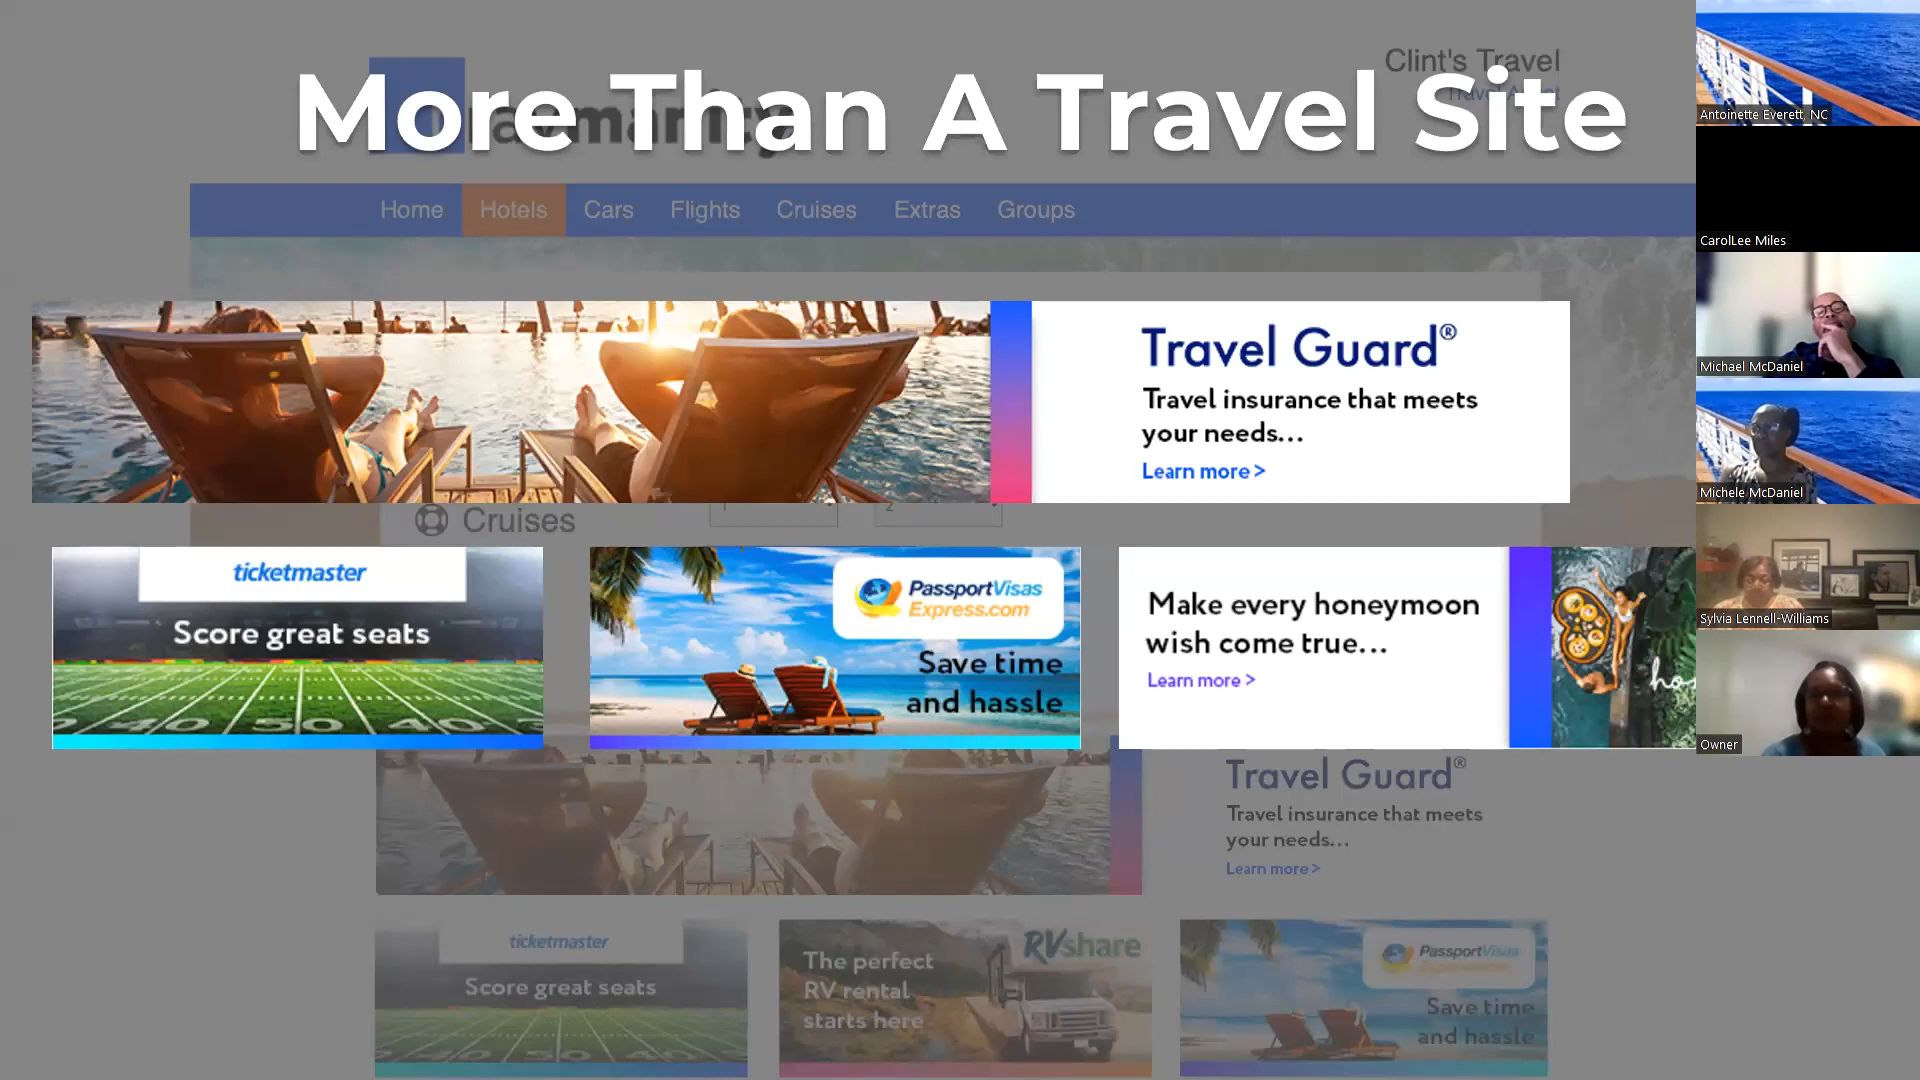 More Than A Travel Site
Clint's Travel
Home Hotels Cars Flights Cruises Extras Groups
Travel Guard®
Travel insurance that meets
your needs...
Learn more >
Cruises
ticketmaster
Score great seats
PassportVisas
Express.com
Save time
and hassle
Make every honeymoon
wish come true...
Learn more >
Travel Guard®
Travel insurance that meets
your needs...
Learn more >
ticketmaster
Score great seats
RVshare
The perfect
RV rental
starts here
PassportVisas
Save time
and hassle
Antoinette Everett, NC
CarolLee Miles
Michael McDaniel
Michele McDaniel
Sylvia Lennell-Williams
Owner